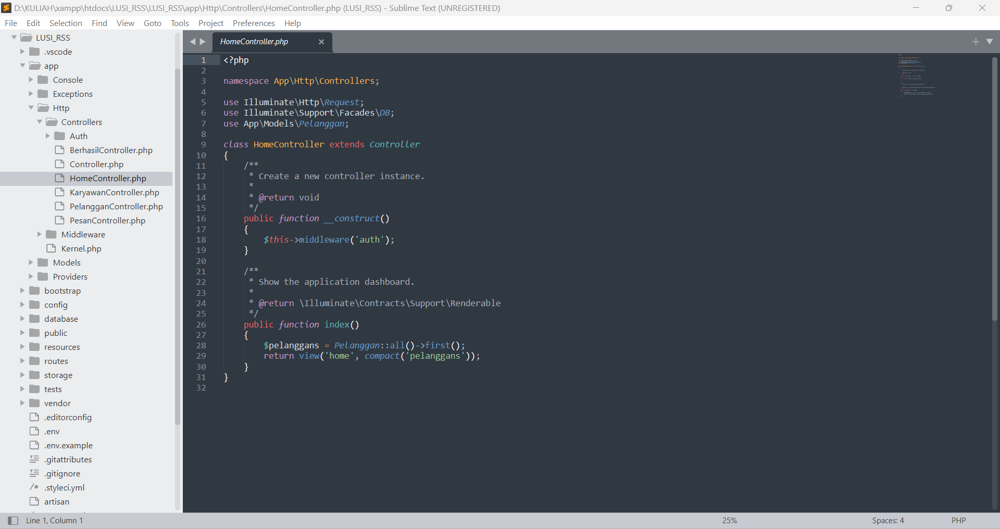 D:\KULIAH\xampp\htdocs\LUSI_RSS\LUSI_RSS\app\Http\Controllers\HomeController.php (LUSI_RSS) - Sublime Text (UNREGISTERED)
File Edit Selection Find View Goto Tools Project Preferences Help
LUSI_RSS
.vscode
app
Console
Exceptions
Http
Controllers
Auth
BerhasilController.php
Controller.php
HomeController.php
KaryawanController.php
PelangganController.php
PesanController.php
Middleware
Kernel.php
Models
Providers
bootstrap
config
database
public
resources
routes
storage
tests
vendor
.editorconfig
.env
.env.example
.gitattributes
.gitignore
/* .styleci.yml
artisan
HomeController.php
1 <?php
2
3 namespace App\Http\Controllers;
4
5 use Illuminate\Http\Request;
6 use Illuminate\Support\Facades\DB;
7 use App\Models\Pelanggan;
8
9 class HomeController extends Controller
10 {
11     /**
12      * Create a new controller instance.
13      *
14      * @return void
15      */
16     public function __construct()
17     {
18         $this->middleware('auth');
19     }
20
21     /**
22      * Show the application dashboard.
23      *
24      * @return \Illuminate\Contracts\Support\Renderable
25      */
26     public function index()
27     {
28         $pelanggans = Pelanggan::all()->first();
29         return view('home', compact('pelanggans'));
30     }
31 }
32
Line 1, Column 1 25% Spaces: 4 PHP